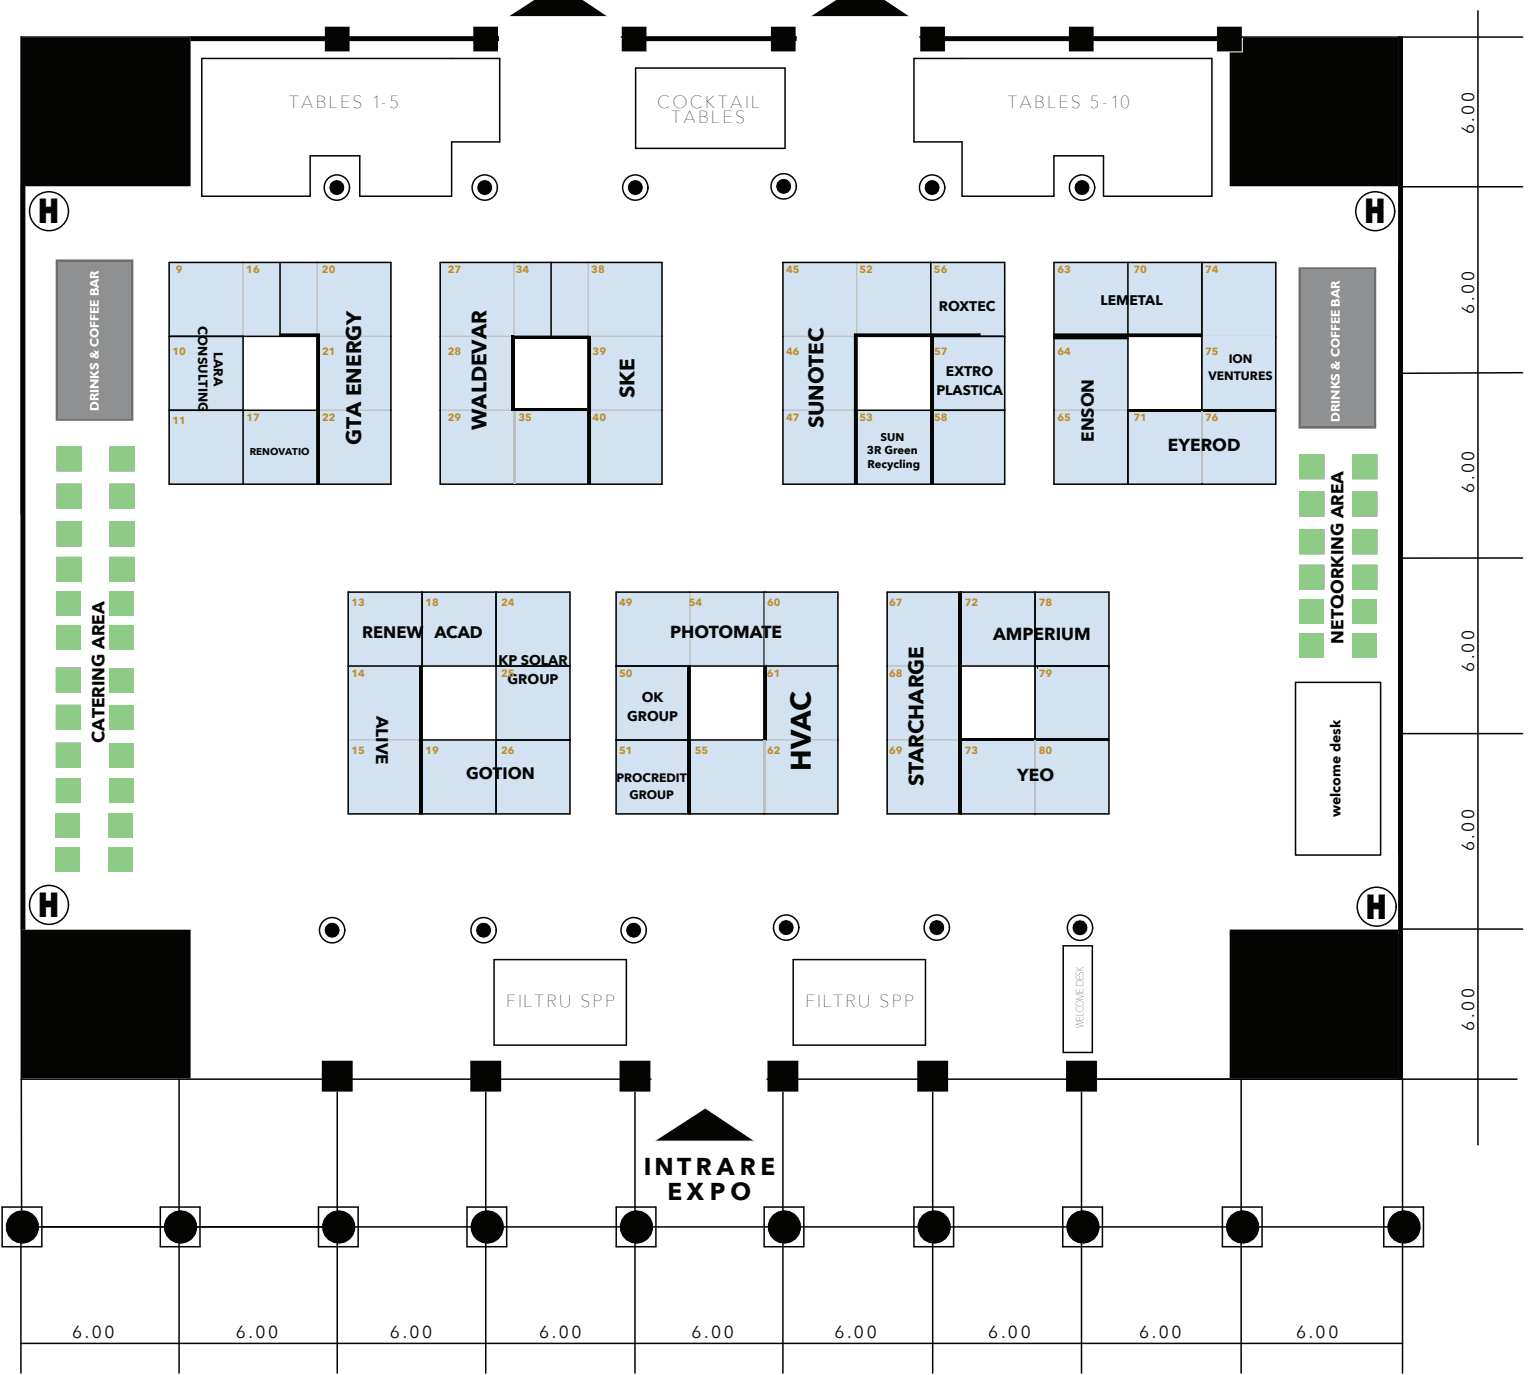 TABLES 1-5
COCKTAIL
TABLES
TABLES 5-10
6.00
H
H
DRINKS & COFFEE BAR
9
16
20
10
21
11
17
22
LARA
CONSULTING
GTA ENERGY
RENOVATIO
27
34
38
28
39
29
35
40
WALDEVAR
SKE
45
52
56
46
57
47
53
58
SUNOTEC
ROXTEC
EXTRO
PLASTICA
SUN
3R Green
Recycling
63
70
74
64
75
65
71
76
LEMETAL
ION
VENTURES
ENSON
EYEROD
DRINKS & COFFEE BAR
6.00
6.00
CATERING AREA
NETQORKING AREA
13
18
24
RENEW
ACAD
KP SOLAR
GROUP
14
25
ALIVE
15
19
26
GOTION
49
54
60
PHOTOMATE
50
61
OK
GROUP
HVAC
51
55
62
PROCREDIT
GROUP
67
72
78
AMPERIUM
68
79
STARCHARGE
69
73
80
YEO
6.00
welcome desk
6.00
H
H
FILTRU SPP
FILTRU SPP
WELCOME DESK
6.00
INTRARE
EXPO
6.00 6.00 6.00 6.00 6.00 6.00 6.00 6.00 6.00